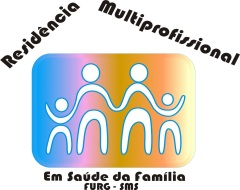 Residência Multiprofissional
Em Saúde da Família
FURG - SMS